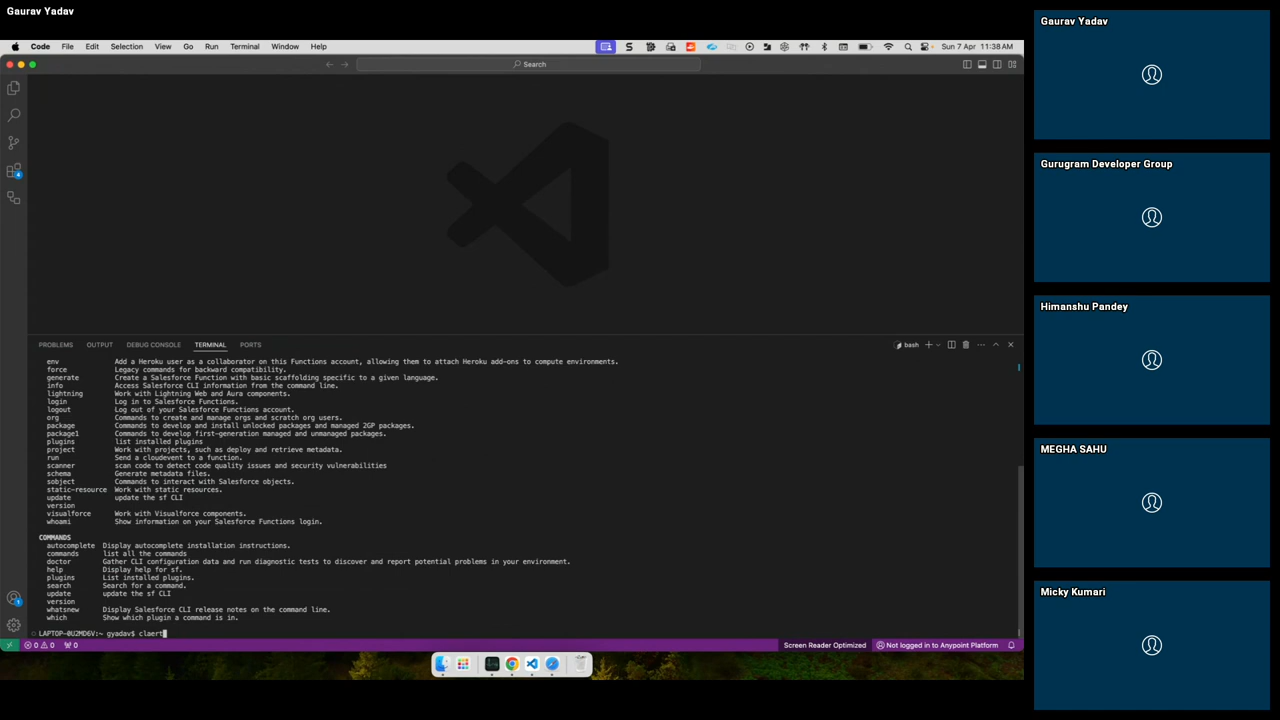 Gaurav Yadav
Code File Edit Selection View Go Run Terminal Window Help
Sun 7 Apr 11:38 AM
Search
PROBLEMS OUTPUT DEBUG CONSOLE TERMINAL PORTS
bash
env Add a Heroku user as a collaborator on this Functions account, allowing them to attach Heroku add-ons to compute environments.
force Legacy commands for backward compatibility.
generate Create a Salesforce Function with basic scaffolding specific to a given language.
info Access Salesforce CLI information from the command line.
lightning Work with Lightning Web and Aura components.
login Log in to Salesforce Functions.
logout Log out of your Salesforce Functions account.
org Commands to create and manage orgs and scratch org users.
package Commands to develop and install unlocked packages and managed 2GP packages.
package1 Commands to develop first-generation managed and unmanaged packages.
plugins list installed plugins
project Work with projects, such as deploy and retrieve metadata.
run Send a cloudevent to a function.
scanner scan code to detect code quality issues and security vulnerabilities
schema Generate metadata files.
sobject Commands to interact with Salesforce objects.
static-resource Work with static resources.
update update the sf CLI
version
visualforce Work with Visualforce components.
whoami Show information on your Salesforce Functions login.
COMMANDS
autocomplete Display autocomplete installation instructions.
commands list all the commands
doctor Gather CLI configuration data and run diagnostic tests to discover and report potential problems in your environment.
help Display help for sf.
plugins List installed plugins.
search Search for a command.
update update the sf CLI
version
whatsnew Display Salesforce CLI release notes on the command line.
which Show which plugin a command is in.
LAPTOP-0U2MD6V:~ gyadav$ claert
0 0 0
Screen Reader Optimized Not logged in to Anypoint Platform
Gaurav Yadav
Gurugram Developer Group
Himanshu Pandey
MEGHA SAHU
Micky Kumari